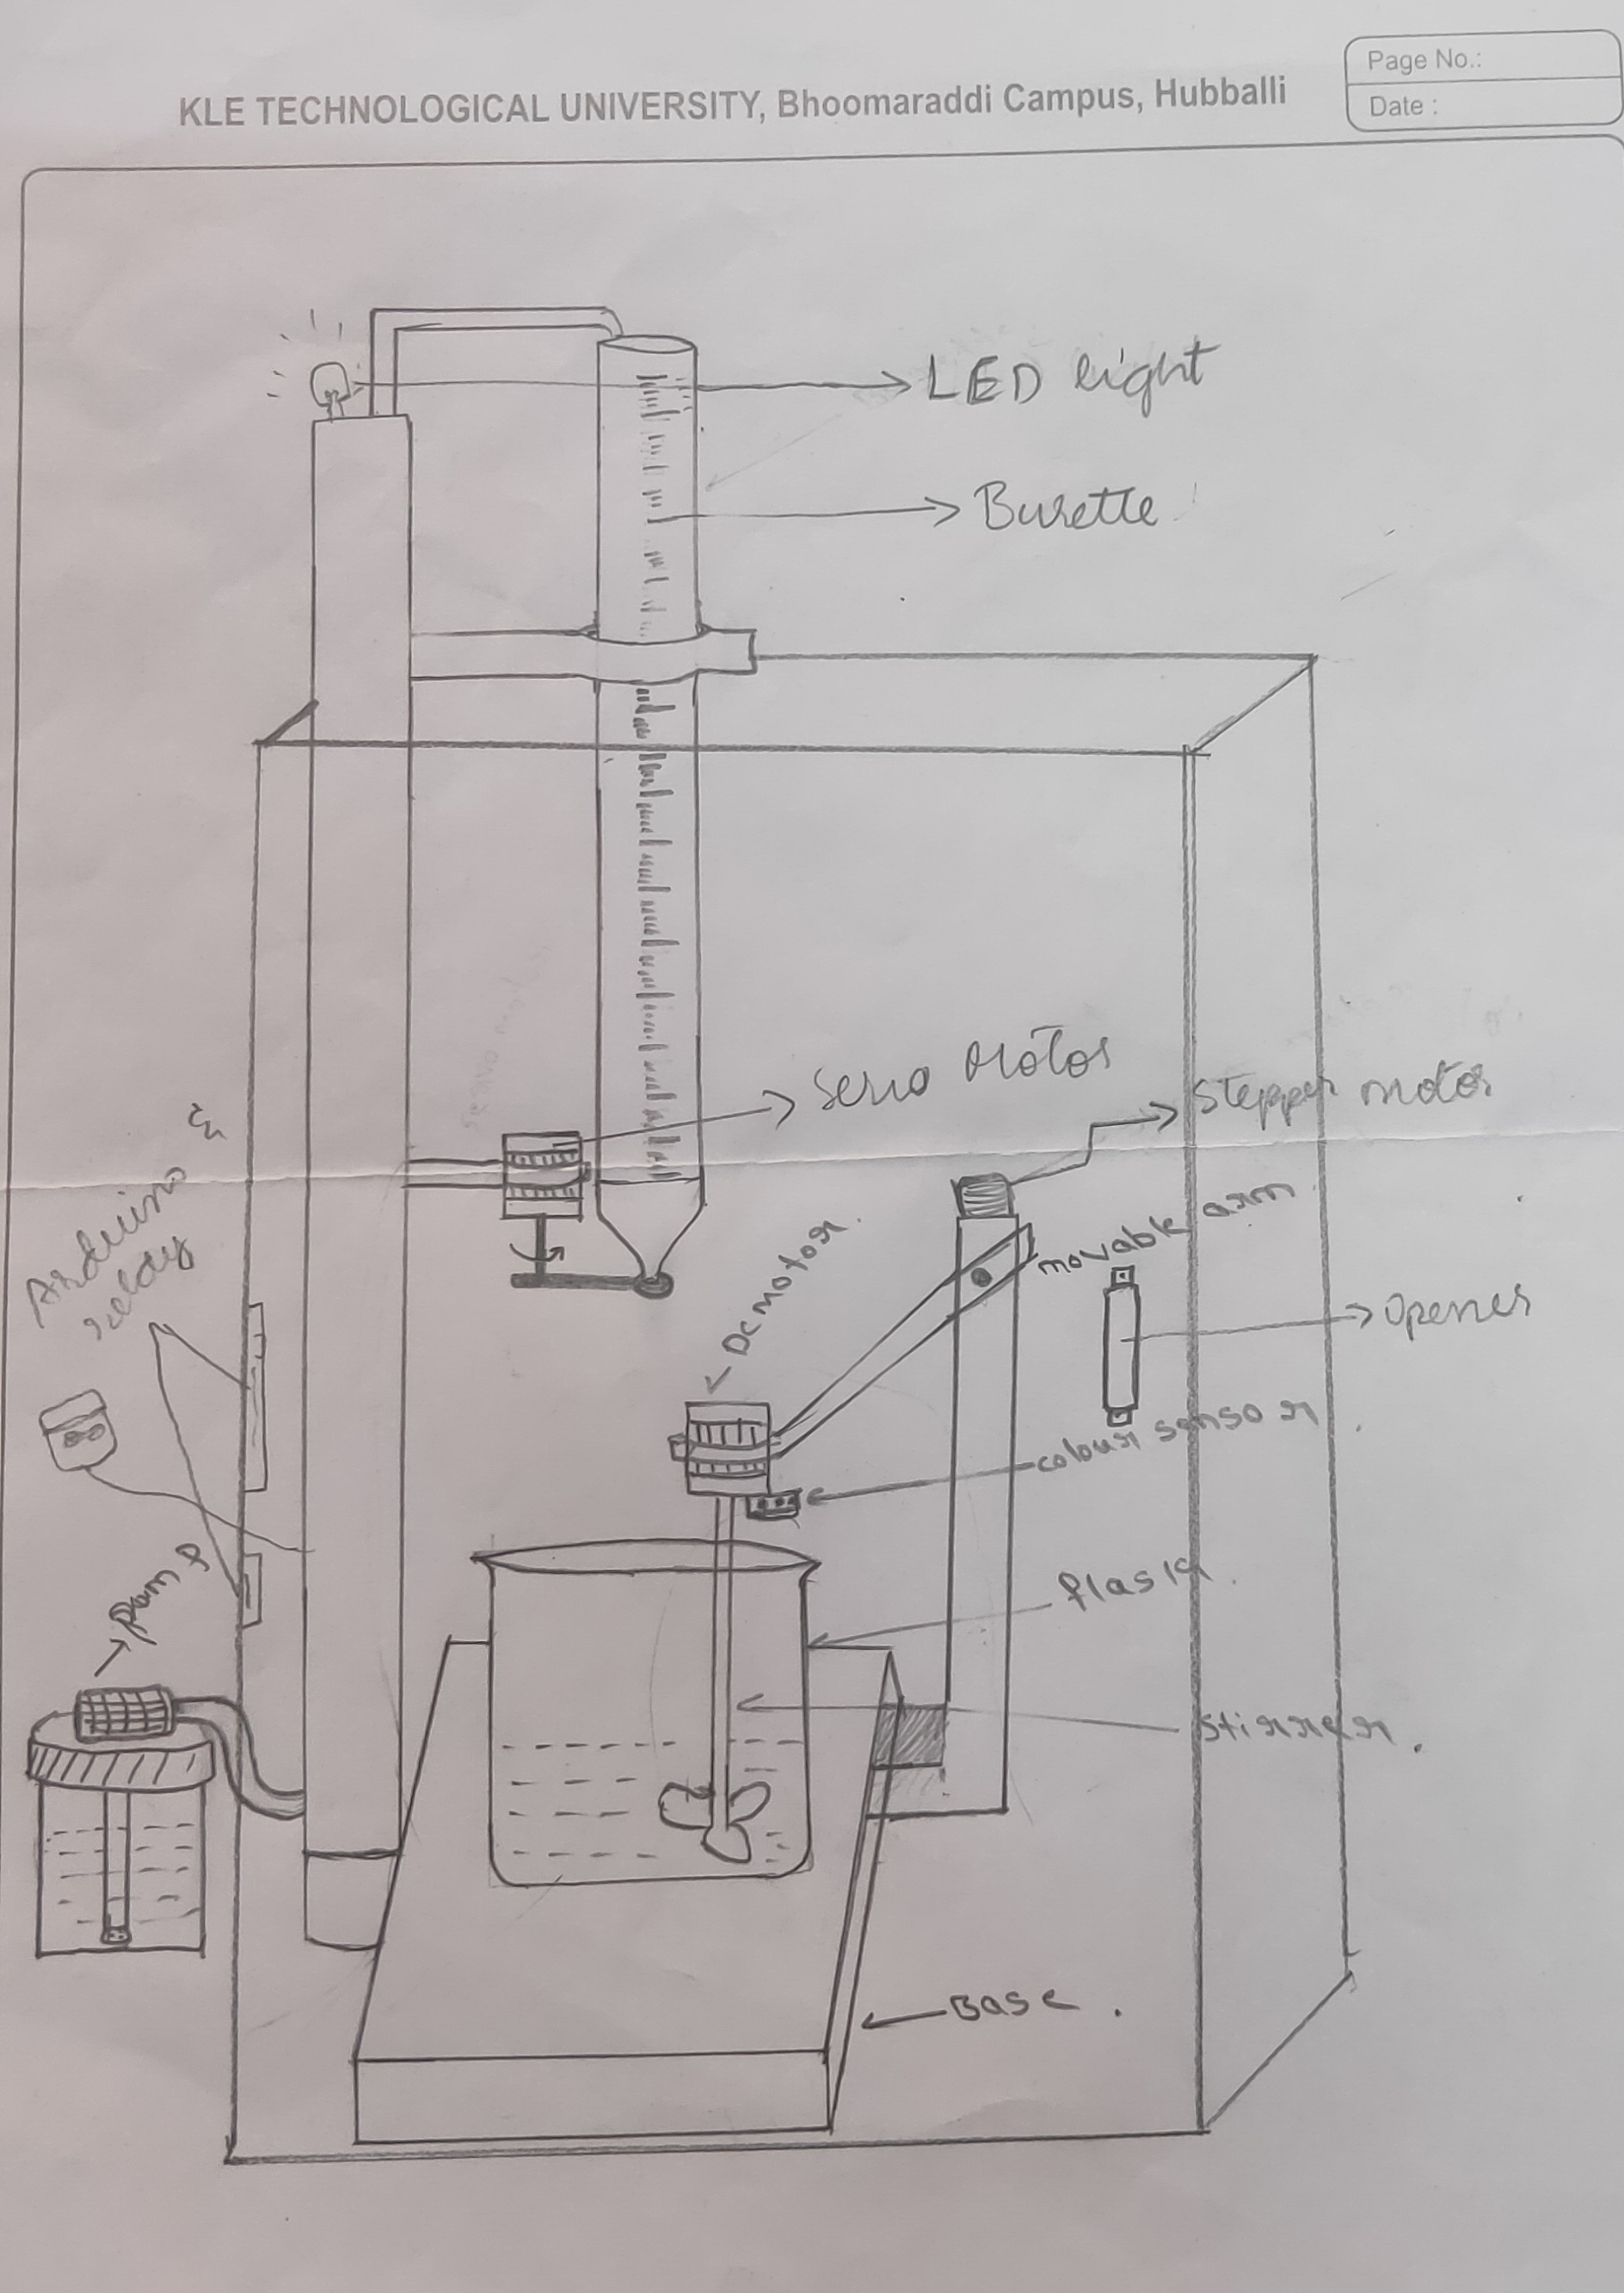 KLE TECHNOLOGICAL UNIVERSITY, Bhoomaraddi Campus, Hubballi
Page No.:
Date :
LED light
Burette
Servo Motor
Stepper motor
Arduino &
relay
movable arm
DC motor
Opener
colour sensor
Pump
flask
stirrer
Base